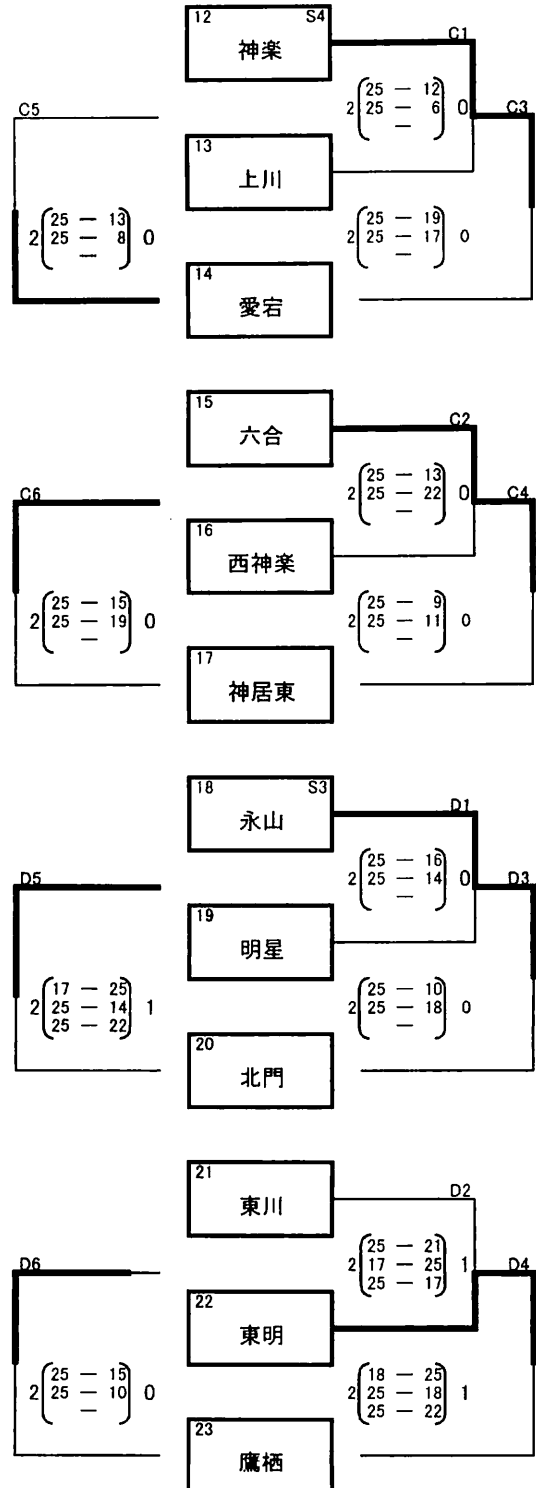 12 S4
神楽
C1
25 — 12
2 25 — 6 0
—
C5
C3
13
上川
25 — 13
2 25 — 8 0
—
25 — 19
2 25 — 17 0
—
14
愛宕
15
六合
C2
25 — 13
2 25 — 22 0
—
C6
C4
16
西神楽
25 — 15
2 25 — 19 0
—
25 — 9
2 25 — 11 0
—
17
神居東
18 S3
永山
D1
25 — 16
2 25 — 14 0
—
D5
D3
19
明星
17 — 25
2 25 — 14 1
25 — 22
25 — 10
2 25 — 18 0
—
20
北門
21
東川
D2
25 — 21
2 17 — 25 1
25 — 17
D6
D4
22
東明
25 — 15
2 25 — 10 0
—
18 — 25
2 25 — 18 1
25 — 22
23
鷹栖